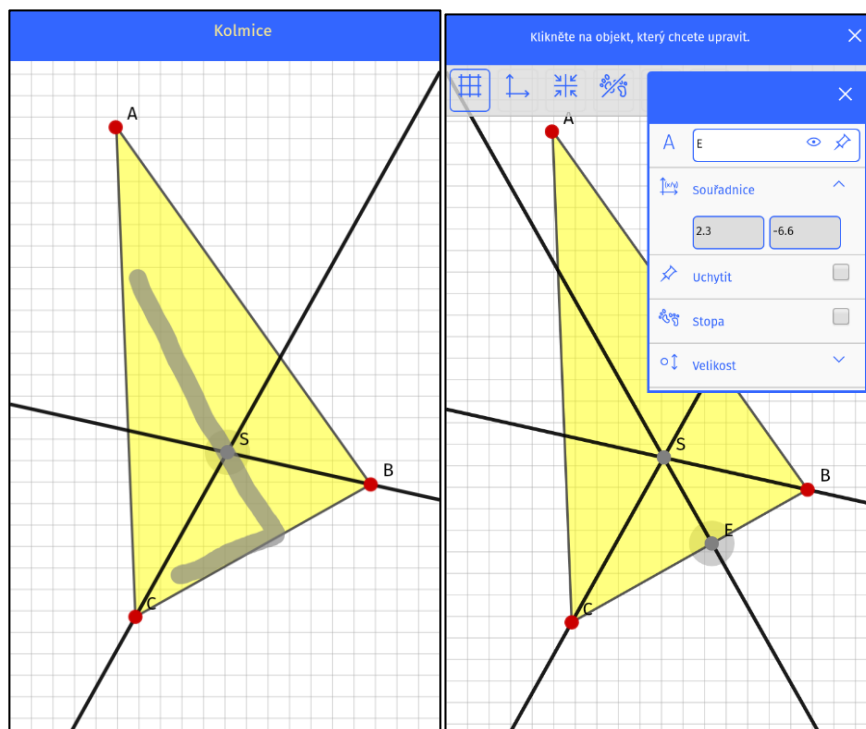 Kolmice
A
S
B
C
Klikněte na objekt, který chcete upravit.
A
A
E
(x/y)
Souřadnice
2.3
-6.6
Uchytit
Stopa
Velikost
S
B
E
C